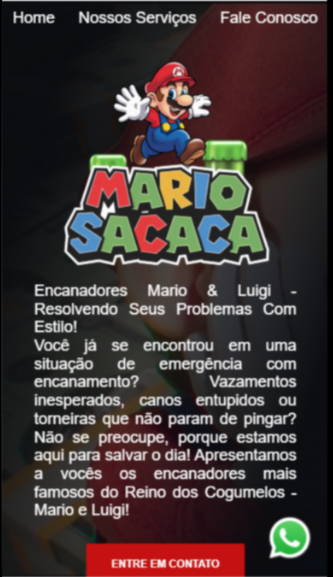 Home Nossos Serviços Fale Conosco
MARIO
SACACA
Encanadores Mario & Luigi -
Resolvendo Seus Problemas Com
Estilo!
Você já se encontrou em uma
situação de emergência com
encanamento? Vazamentos
inesperados, canos entupidos ou
torneiras que não param de pingar?
Não se preocupe, porque estamos
aqui para salvar o dia! Apresentamos
a vocês os encanadores mais
famosos do Reino dos Cogumelos -
Mario e Luigi!
ENTRE EM CONTATO